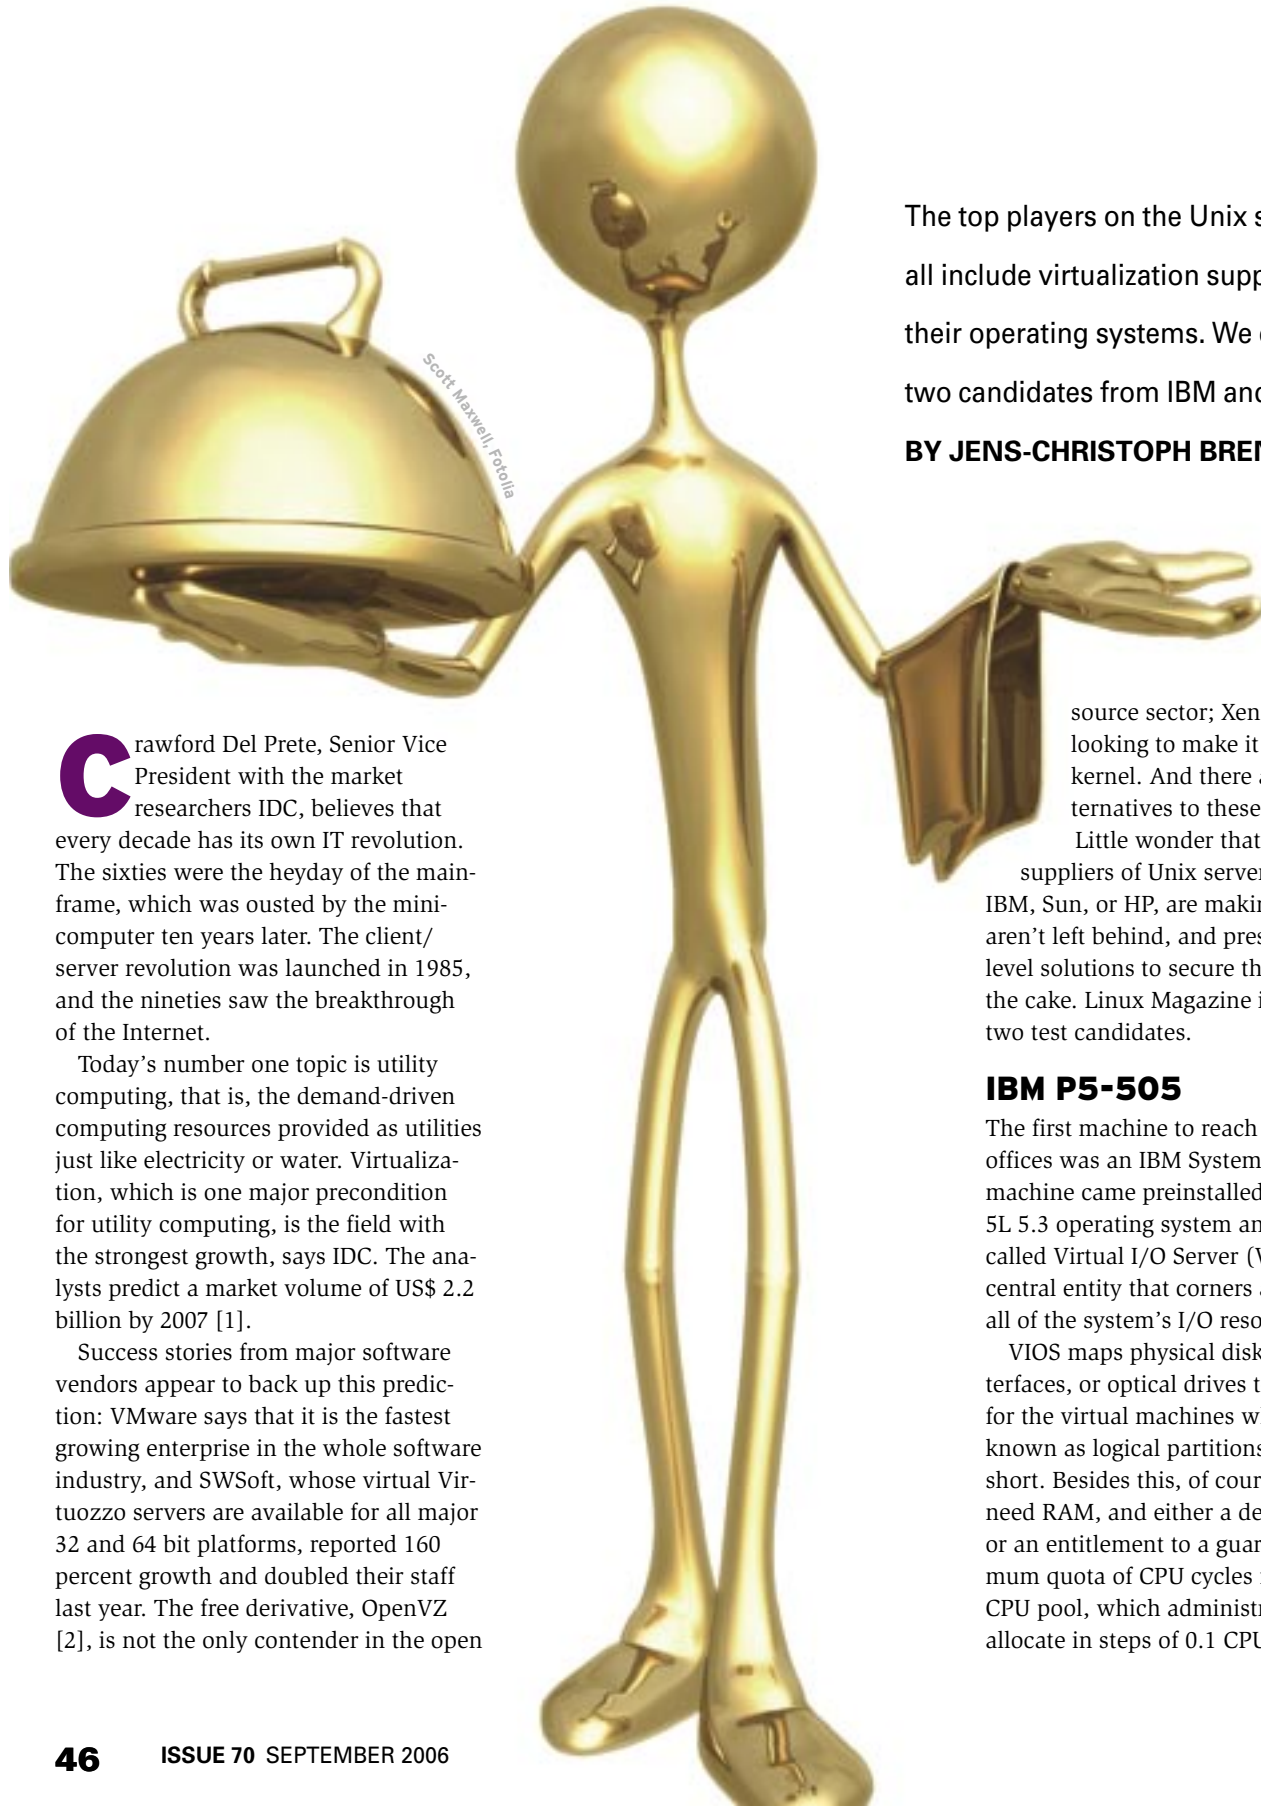 The top players on the Unix s
all include virtualization supp
their operating systems. We
two candidates from IBM and
BY JENS-CHRISTOPH BREN
Scott Maxwell, Fotolia
Crawford Del Prete, Senior Vice
President with the market
researchers IDC, believes that
every decade has its own IT revolution.
The sixties were the heyday of the main-
frame, which was ousted by the mini-
computer ten years later. The client/
server revolution was launched in 1985,
and the nineties saw the breakthrough
of the Internet.
Today's number one topic is utility
computing, that is, the demand-driven
computing resources provided as utilities
just like electricity or water. Virtualiza-
tion, which is one major precondition
for utility computing, is the field with
the strongest growth, says IDC. The ana-
lysts predict a market volume of US$ 2.2
billion by 2007 [1].
Success stories from major software
vendors appear to back up this predic-
tion: VMware says that it is the fastest
growing enterprise in the whole software
industry, and SWSoft, whose virtual Vir-
tuozzo servers are available for all major
32 and 64 bit platforms, reported 160
percent growth and doubled their staff
last year. The free derivative, OpenVZ
[2], is not the only contender in the open
source sector; Xen
looking to make it
kernel. And there a
ternatives to these
Little wonder that
suppliers of Unix server
IBM, Sun, or HP, are makin
aren't left behind, and pres
level solutions to secure th
the cake. Linux Magazine i
two test candidates.
IBM P5-505
The first machine to reach
offices was an IBM System
machine came preinstalled
5L 5.3 operating system an
called Virtual I/O Server (V
central entity that corners a
all of the system's I/O reso
VIOS maps physical disk
terfaces, or optical drives t
for the virtual machines w
known as logical partitions
short. Besides this, of cour
need RAM, and either a de
or an entitlement to a guar
mum quota of CPU cycles
CPU pool, which administr
allocate in steps of 0.1 CPU
46 ISSUE 70 SEPTEMBER 2006